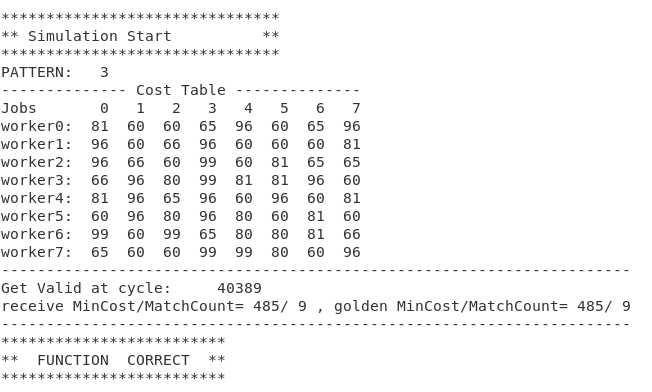 *******************************
** Simulation Start          **
*******************************
PATTERN:   3
-------------- Cost Table --------------
Jobs       0   1   2   3   4   5   6   7
worker0:  81  60  60  65  96  60  65  96
worker1:  96  60  66  96  60  60  60  81
worker2:  96  66  60  99  60  81  65  65
worker3:  66  96  80  99  81  81  96  60
worker4:  81  96  65  96  60  96  60  81
worker5:  60  96  80  96  80  60  81  60
worker6:  99  60  99  65  80  80  81  66
worker7:  65  60  60  99  99  80  60  96
----------------------------------------------------------------------
Get Valid at cycle:     40389
receive MinCost/MatchCount= 485/ 9 , golden MinCost/MatchCount= 485/ 9
----------------------------------------------------------------------
*************************
**  FUNCTION  CORRECT  **
*************************